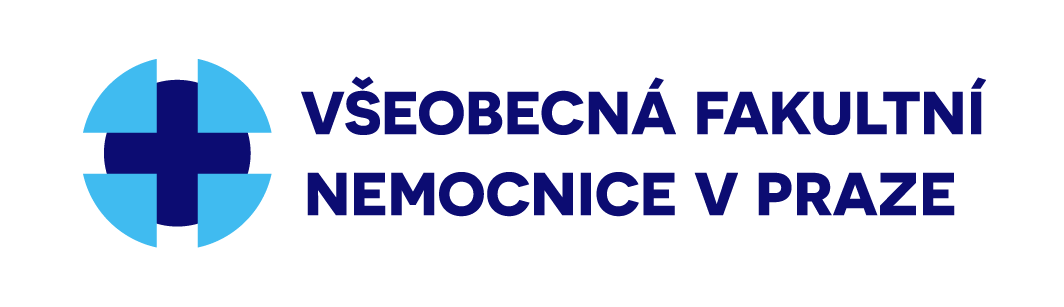 VŠEOBECNÁ FAKULTNÍ
NEMOCNICE V PRAZE